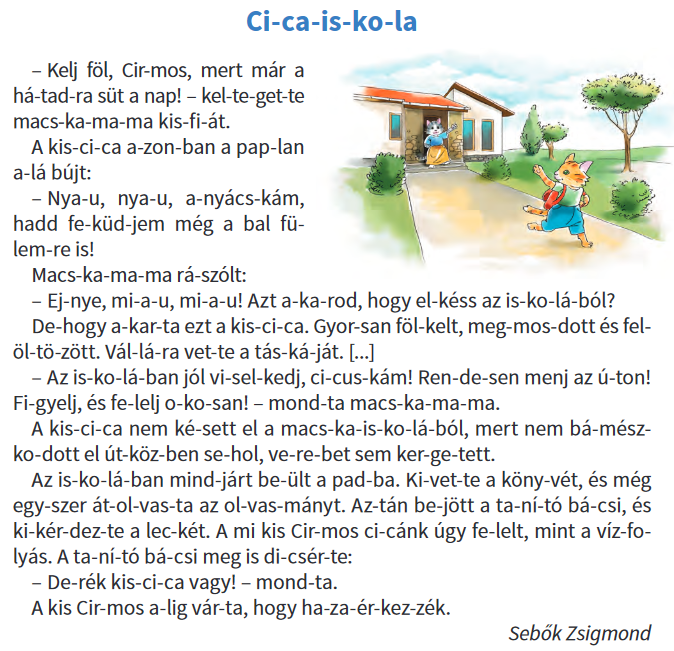 Ci-ca-is-ko-la
– Kelj föl, Cir-mos, mert már a
há-tad-ra süt a nap! – kel-te-get-te
macs-ka-ma-ma kis-fi-át.
A kis-ci-ca a-zon-ban a pap-lan
a-lá bújt:
– Nya-u, nya-u, a-nyács-kám,
hadd fe-küd-jem még a bal fü-
lem-re is!
Macs-ka-ma-ma rá-szólt:
– Ej-nye, mi-a-u, mi-a-u! Azt a-ka-rod, hogy el-késs az is-ko-lá-ból?
De-hogy a-kar-ta ezt a kis-ci-ca. Gyor-san föl-kelt, meg-mos-dott és fel-
öl-tö-zött. Vál-lá-ra vet-te a tás-ká-ját. [...]
– Az is-ko-lá-ban jól vi-sel-kedj, ci-cus-kám! Ren-de-sen menj az ú-ton!
Fi-gyelj, és fe-lelj o-ko-san! – mond-ta macs-ka-ma-ma.
A kis-ci-ca nem ké-sett el a macs-ka-is-ko-lá-ból, mert nem bá-mész-
ko-dott el út-köz-ben se-hol, ve-re-bet sem ker-ge-tett.
Az is-ko-lá-ban mind-járt be-ült a pad-ba. Ki-vet-te a köny-vét, és még
egy-szer át-ol-vas-ta az ol-vas-mányt. Az-tán be-jött a ta-ní-tó bá-csi, és
ki-kér-dez-te a lec-két. A mi kis Cir-mos ci-cánk úgy fe-lelt, mint a víz-fo-
lyás. A ta-ní-tó bá-csi meg is di-csér-te:
– De-rék kis-ci-ca vagy! – mond-ta.
A kis Cir-mos a-lig vár-ta, hogy ha-za-ér-kez-zék.
Sebők Zsigmond